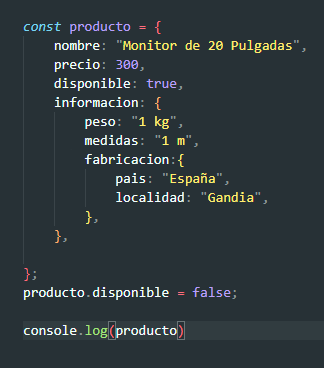 const producto = {
    nombre: "Monitor de 20 Pulgadas",
    precio: 300,
    disponible: true,
    informacion: {
        peso: "1 kg",
        medidas: "1 m",
        fabricacion:{
            pais: "España",
            localidad: "Gandia",
        },
    },

};
producto.disponible = false;

console.log(producto)